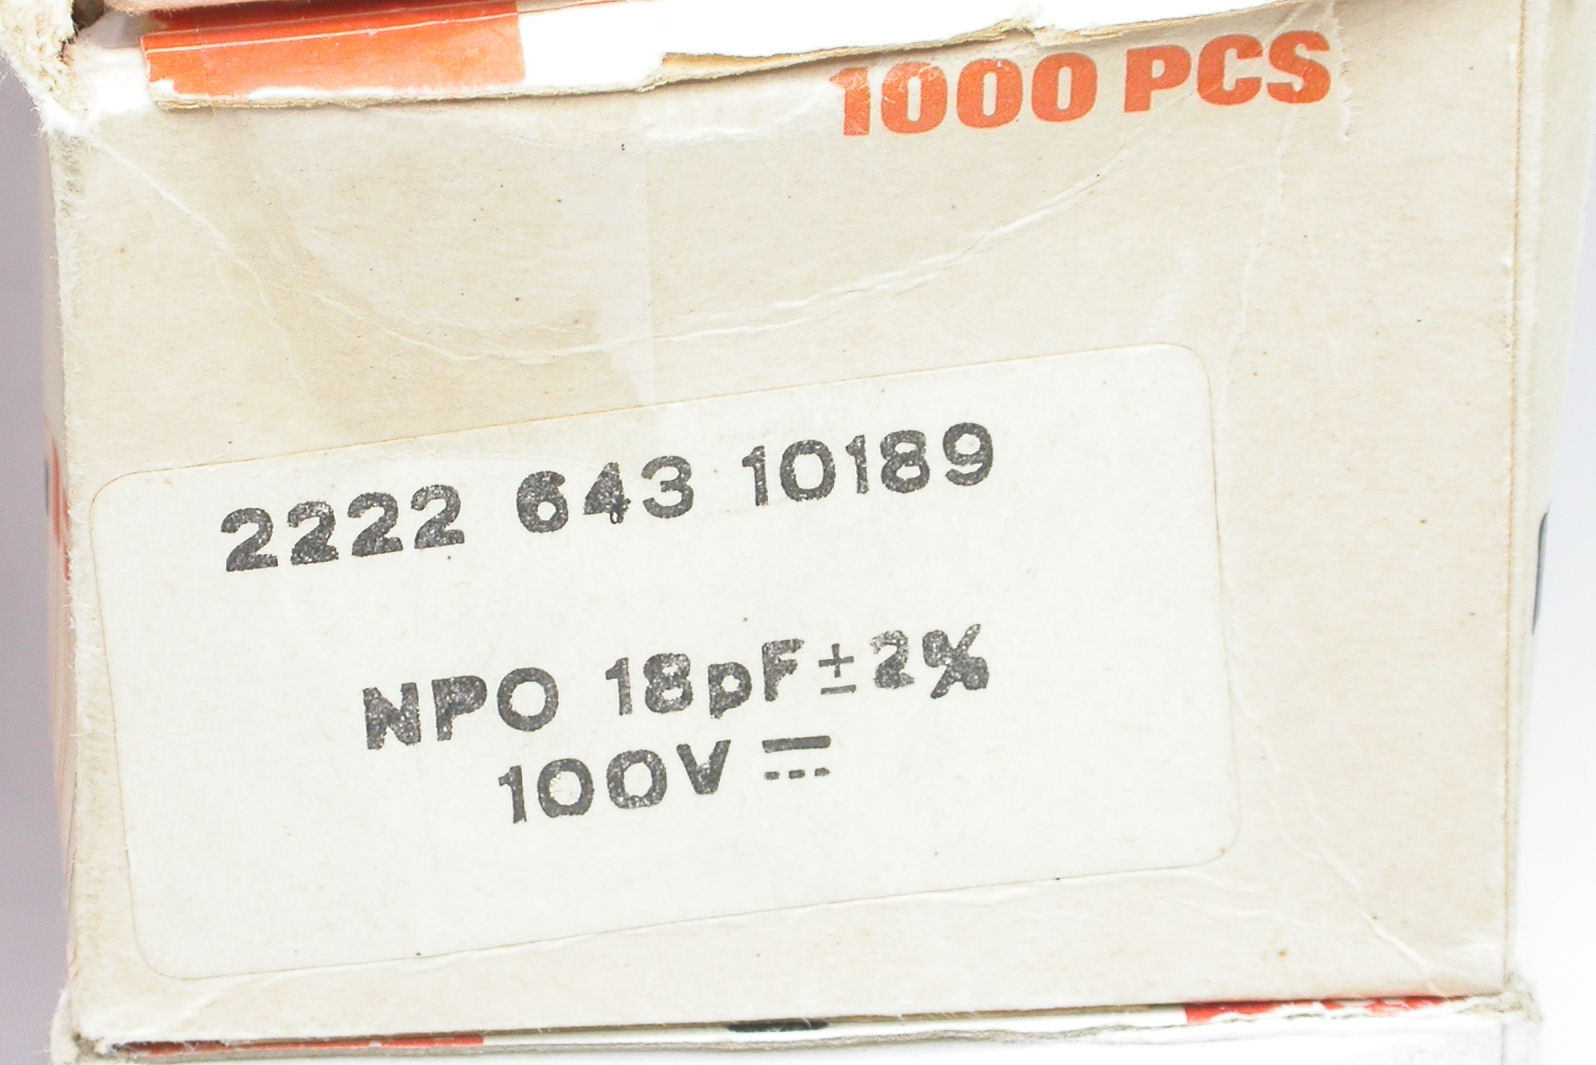 1000 PCS
2222 643 10189
NPO 18pF ± 2%
100V ⎓